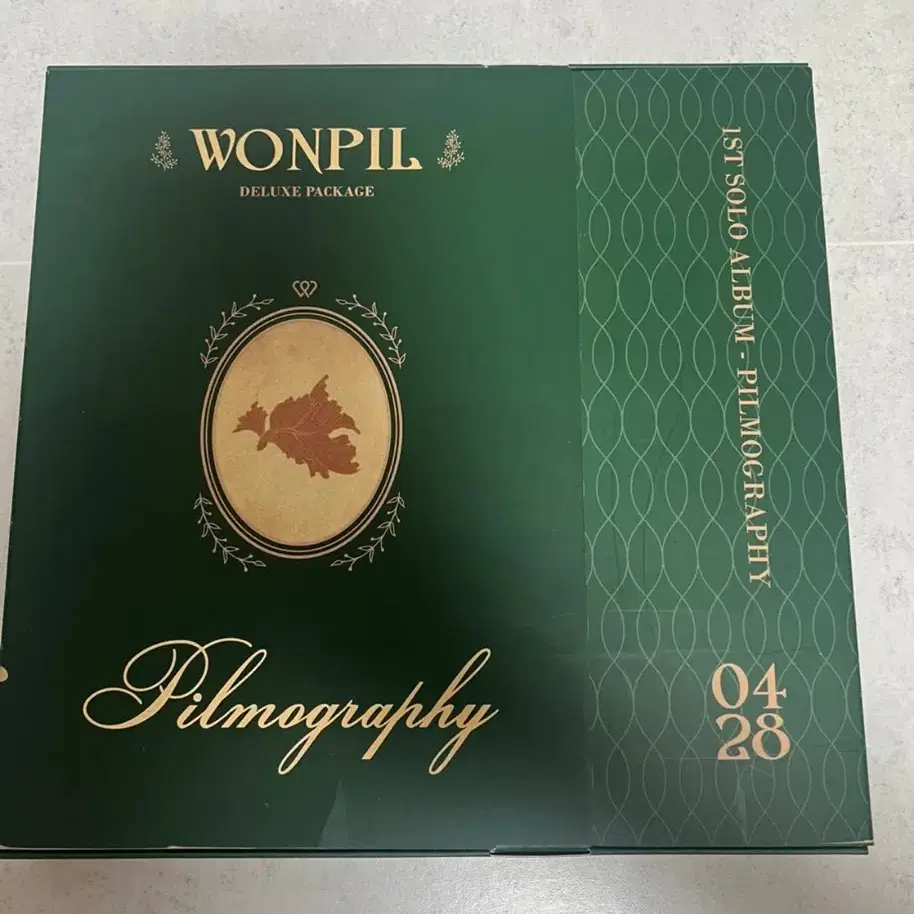 WONPIL
DELUXE PACKAGE
Pilmography
1ST SOLO ALBUM - PILMOGRAPHY
04
28